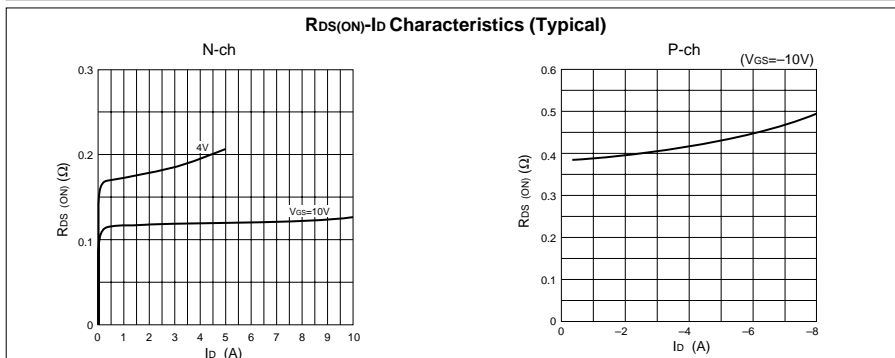 RDS(ON)-ID Characteristics (Typical)
N-ch
0.3
0.2
0.1
0
RDS (ON) (Ω)
4V
VGS=10V
0 1 2 3 4 5 6 7 8 9 10
ID (A)
P-ch
(VGS=–10V)
0.6
0.5
0.4
0.3
0.2
0.1
0
RDS (ON) (Ω)
0 –2 –4 –6 –8
ID (A)